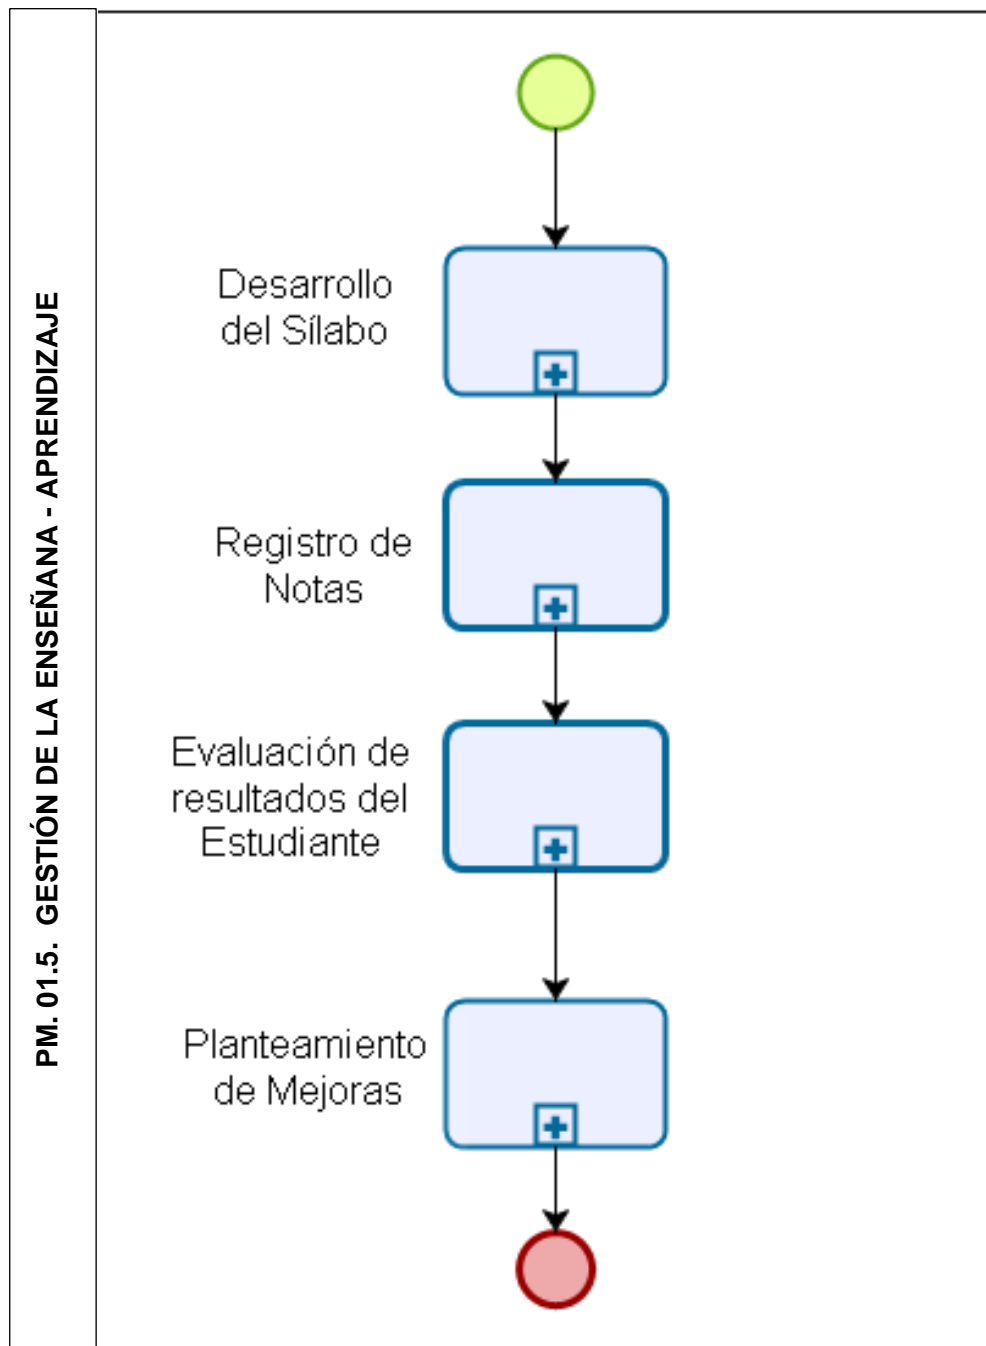 PM. 01.5. GESTIÓN DE LA ENSEÑANA - APRENDIZAJE
Desarrollo
del Sílabo
Registro de
Notas
Evaluación de
resultados del
Estudiante
Planteamiento
de Mejoras